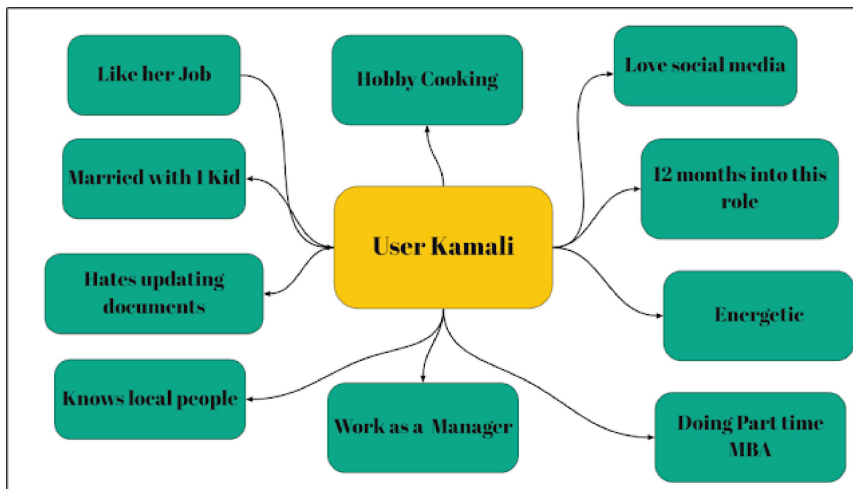 Like her Job
Hobby Cooking
Love social media
Married with 1 Kid
12 months into this
role
User Kamali
Hates updating
documents
Energetic
Knows local people
Work as a Manager
Doing Part time
MBA